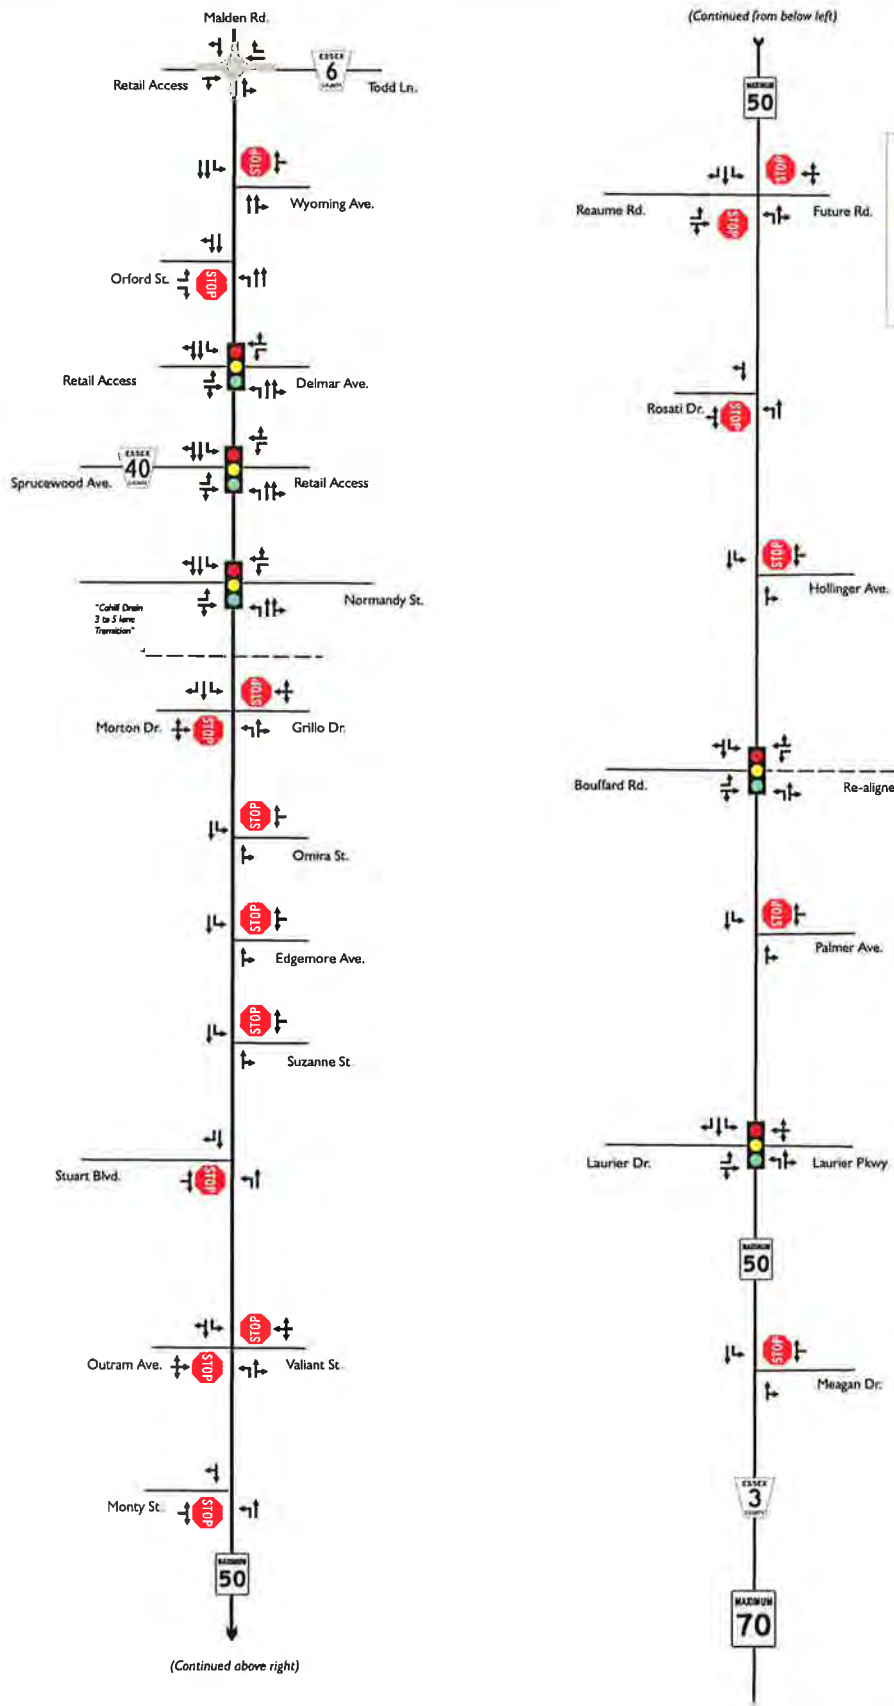 Malden Rd.
ESSEX
6
COUNTY
Retail Access
Todd Ln.
STOP
Wyoming Ave.
Orford St.
STOP
Retail Access
Delmar Ave.
ESSEX
40
COUNTY
Sprucewood Ave.
Retail Access
Normandy St.
"Cahill Drain
3 to 5 lane
Transition"
STOP
Morton Dr.
STOP
Grillo Dr.
STOP
Omira St.
STOP
Edgemore Ave.
STOP
Suzanne St.
Stuart Blvd.
STOP
STOP
Outram Ave.
STOP
Valiant St.
Monty St.
STOP
MAXIMUM
50
(Continued above right)
(Continued from below left)
MAXIMUM
50
STOP
Reaume Rd.
STOP
Future Rd.
Rosati Dr.
STOP
STOP
Hollinger Ave.
Bouffard Rd.
Re-aligne
STOP
Palmer Ave.
Laurier Dr.
Laurier Pkwy
MAXIMUM
50
STOP
Meagan Dr.
ESSEX
3
COUNTY
MAXIMUM
70